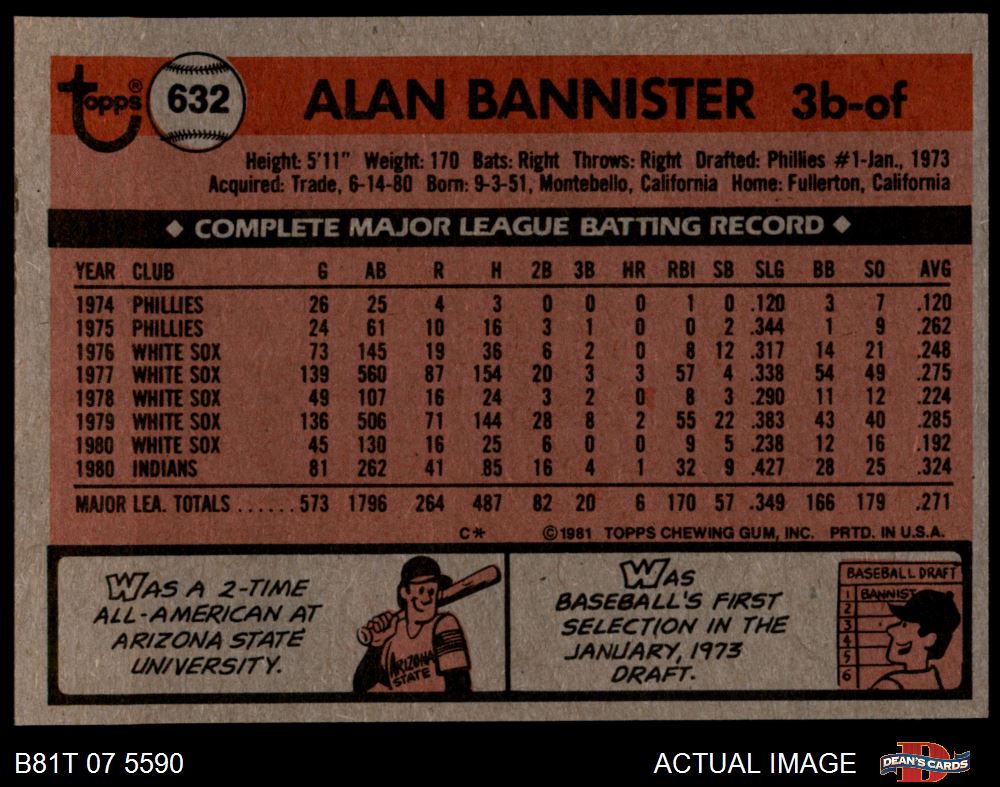 Topps® 632 ALAN BANNISTER 3b-of
Height: 5'11" Weight: 170 Bats: Right Throws: Right Drafted: Phillies #1-Jan., 1973
Acquired: Trade, 6-14-80 Born: 9-3-51, Montebello, California Home: Fullerton, California
◆ COMPLETE MAJOR LEAGUE BATTING RECORD ◆
YEAR CLUB G AB R H 2B 3B HR RBI SB SLG BB SO AVG
1974 PHILLIES 26 25 4 3 0 0 0 1 0 .120 3 7 .120
1975 PHILLIES 24 61 10 16 3 1 0 0 2 .344 1 9 .262
1976 WHITE SOX 73 145 19 36 6 2 0 8 12 .317 14 21 .248
1977 WHITE SOX 139 560 87 154 20 3 3 57 4 .338 54 49 .275
1978 WHITE SOX 49 107 16 24 3 2 0 8 3 .290 11 12 .224
1979 WHITE SOX 136 506 71 144 28 8 2 55 22 .383 43 40 .285
1980 WHITE SOX 45 130 16 25 6 0 0 9 5 .238 12 16 .192
1980 INDIANS 81 262 41 85 16 4 1 32 9 .427 28 25 .324
MAJOR LEA. TOTALS ...... 573 1796 264 487 82 20 6 170 57 .349 166 179 .271
C* ©1981 TOPPS CHEWING GUM, INC. PRTD. IN U.S.A.
WAS A 2-TIME
ALL-AMERICAN AT
ARIZONA STATE
UNIVERSITY.
ARIZONA
STATE
WAS
BASEBALL'S FIRST
SELECTION IN THE
JANUARY, 1973
DRAFT.
BASEBALL DRAFT
1 BANNIST
2
3
4
5
6
B81T 07 5590 ACTUAL IMAGE DEAN'S CARDS